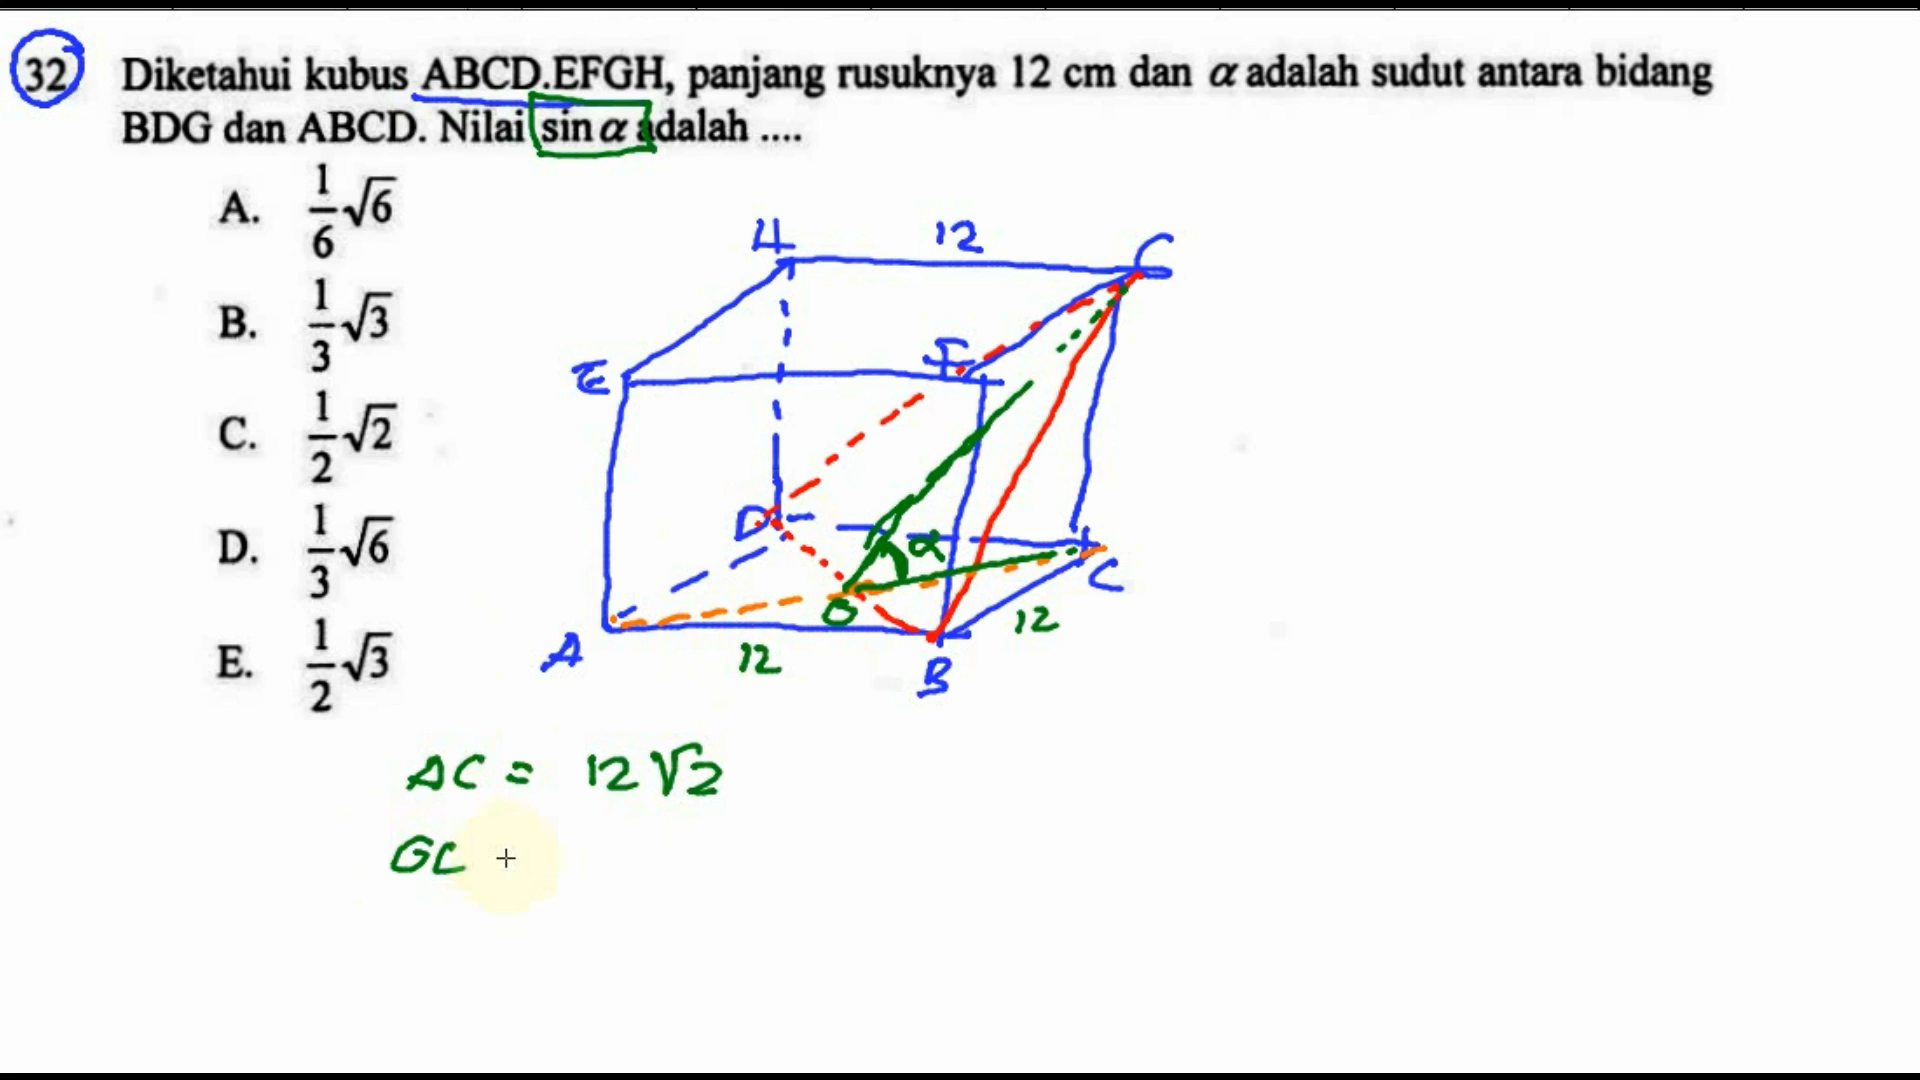 32 Diketahui kubus ABCD.EFGH, panjang rusuknya 12 cm dan α adalah sudut antara bidang
BDG dan ABCD. Nilai sin α adalah ....
A. 1/6 √6
B. 1/3 √3
C. 1/2 √2
D. 1/3 √6
E. 1/2 √3
H 12 G
E F
D α C
O 12
A 12 B
AC = 12√2
GC